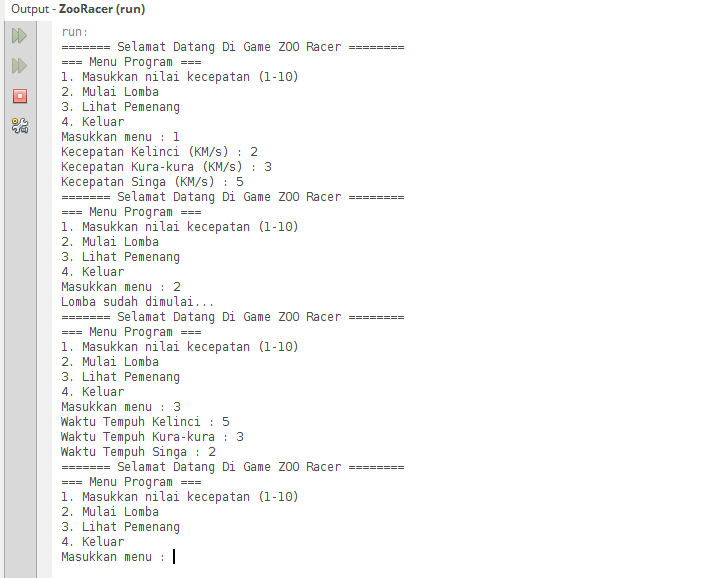 Output - ZooRacer (run)
run:
======= Selamat Datang Di Game ZOO Racer ========
=== Menu Program ===
1. Masukkan nilai kecepatan (1-10)
2. Mulai Lomba
3. Lihat Pemenang
4. Keluar
Masukkan menu : 1
Kecepatan Kelinci (KM/s) : 2
Kecepatan Kura-kura (KM/s) : 3
Kecepatan Singa (KM/s) : 5
======= Selamat Datang Di Game ZOO Racer ========
=== Menu Program ===
1. Masukkan nilai kecepatan (1-10)
2. Mulai Lomba
3. Lihat Pemenang
4. Keluar
Masukkan menu : 2
Lomba sudah dimulai...
======= Selamat Datang Di Game ZOO Racer ========
=== Menu Program ===
1. Masukkan nilai kecepatan (1-10)
2. Mulai Lomba
3. Lihat Pemenang
4. Keluar
Masukkan menu : 3
Waktu Tempuh Kelinci : 5
Waktu Tempuh Kura-kura : 3
Waktu Tempuh Singa : 2
======= Selamat Datang Di Game ZOO Racer ========
=== Menu Program ===
1. Masukkan nilai kecepatan (1-10)
2. Mulai Lomba
3. Lihat Pemenang
4. Keluar
Masukkan menu :